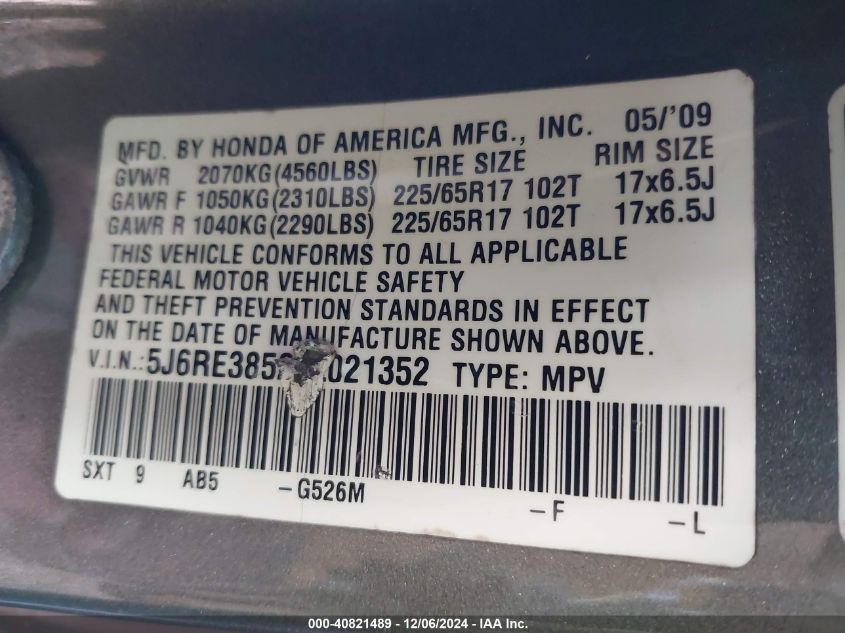 MFD. BY HONDA OF AMERICA MFG., INC. 05/'09
GVWR 2070KG(4560LBS) TIRE SIZE RIM SIZE
GAWR F 1050KG(2310LBS) 225/65R17 102T 17x6.5J
GAWR R 1040KG(2290LBS) 225/65R17 102T 17x6.5J
THIS VEHICLE CONFORMS TO ALL APPLICABLE
FEDERAL MOTOR VEHICLE SAFETY
AND THEFT PREVENTION STANDARDS IN EFFECT
ON THE DATE OF MANUFACTURE SHOWN ABOVE.
V.I.N.: TYPE: MPV
SXT 9 AB5 -G526M -F -L
000-40821489 - 12/06/2024 - IAA Inc.